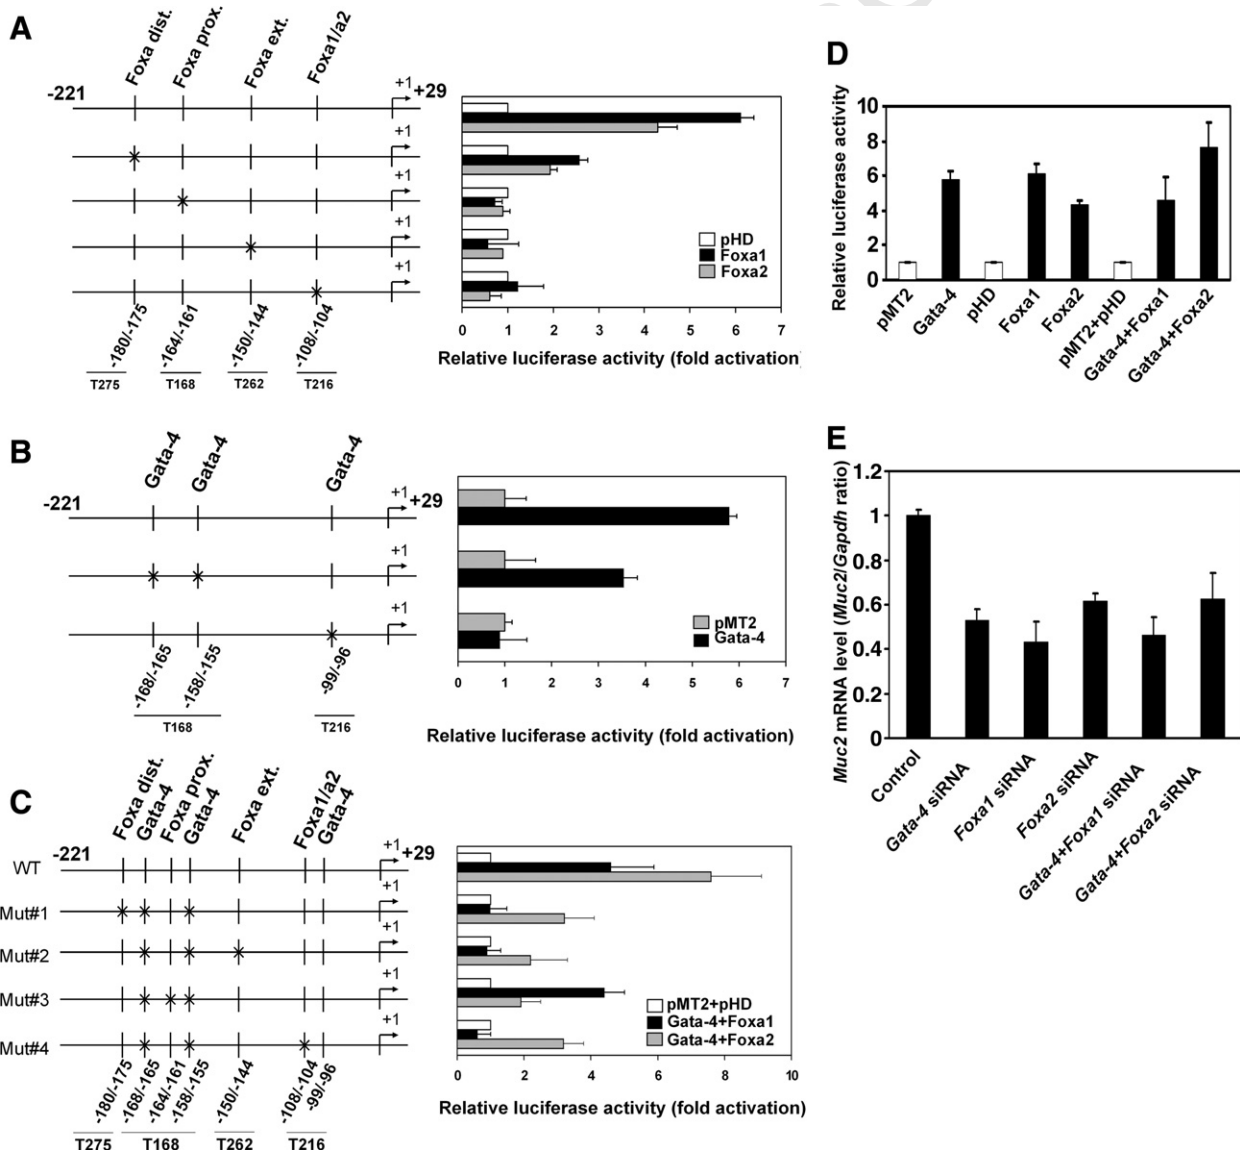 A
Foxa dist.
Foxa prox.
Foxa ext.
Foxa1/a2
-221
+1
+29
+1
+1
+1
+1
-180/-175
-164/-161
-150/-144
-108/-104
T275
T168
T262
T216
pHD
Foxa1
Foxa2
0 1 2 3 4 5 6 7
Relative luciferase activity (fold activation)
B
Gata-4
Gata-4
Gata-4
-221
+1
+29
+1
+1
-168/-165
-158/-155
-99/-96
T168
T216
pMT2
Gata-4
0 1 2 3 4 5 6 7
Relative luciferase activity (fold activation)
C
Foxa dist.
Gata-4
Foxa prox.
Gata-4
Foxa ext.
Foxa1/a2
Gata-4
-221
+1
+29
WT
+1
Mut#1
+1
Mut#2
+1
Mut#3
+1
Mut#4
-180/-175
-168/-165
-164/-161
-158/-155
-150/-144
-108/-104
-99/-96
T275
T168
T262
T216
pMT2+pHD
Gata-4+Foxa1
Gata-4+Foxa2
0 2 4 6 8 10
Relative luciferase activity (fold activation)
D
Relative luciferase activity
10
8
6
4
2
0
pMT2
Gata-4
pHD
Foxa1
Foxa2
pMT2+pHD
Gata-4+Foxa1
Gata-4+Foxa2
E
Muc2 mRNA level (Muc2/Gapdh ratio)
1.2
1
0.8
0.6
0.4
0.2
0
Control
Gata-4 siRNA
Foxa1 siRNA
Foxa2 siRNA
Gata-4+Foxa1 siRNA
Gata-4+Foxa2 siRNA